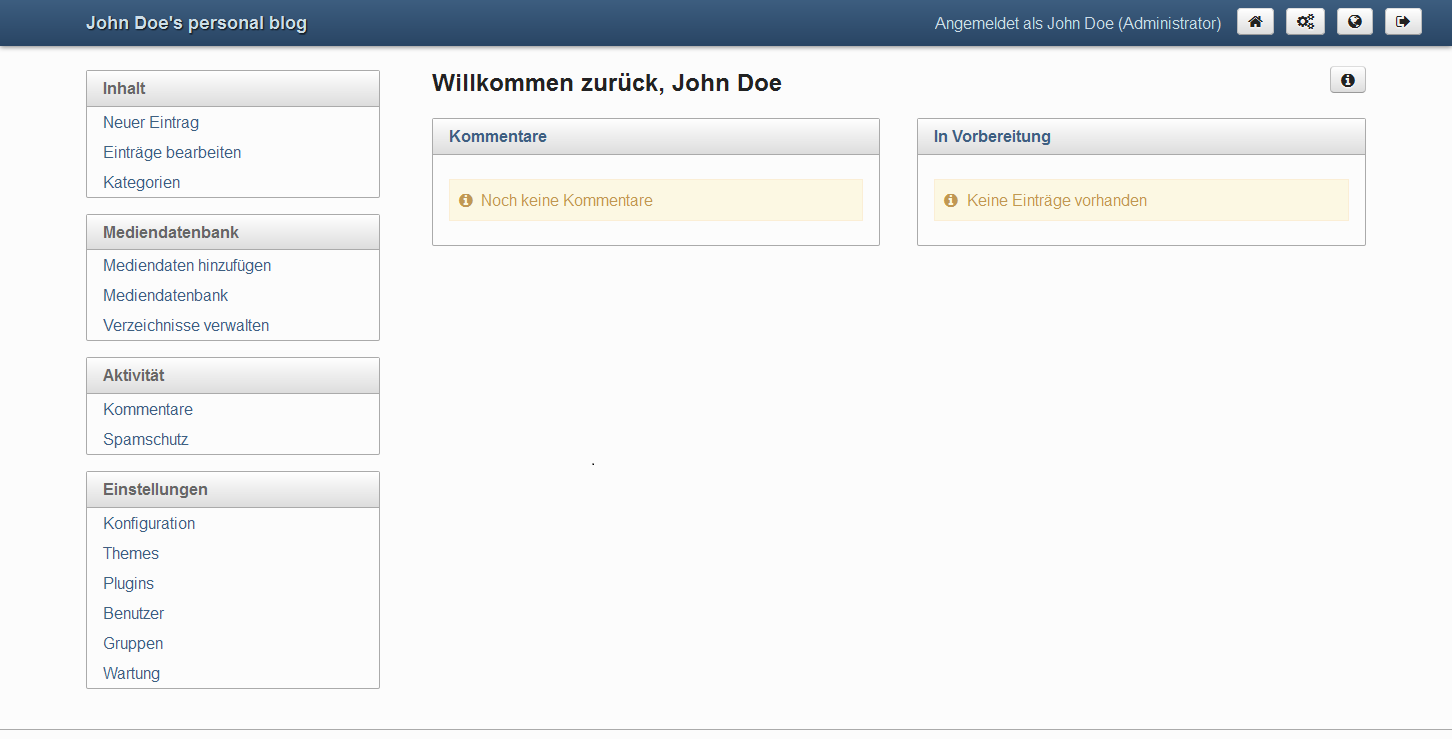 John Doe's personal blog
Angemeldet als John Doe (Administrator)
Inhalt
Neuer Eintrag
Einträge bearbeiten
Kategorien
Mediendatenbank
Mediendaten hinzufügen
Mediendatenbank
Verzeichnisse verwalten
Aktivität
Kommentare
Spamschutz
Einstellungen
Konfiguration
Themes
Plugins
Benutzer
Gruppen
Wartung
Willkommen zurück, John Doe
Kommentare
Noch keine Kommentare
In Vorbereitung
Keine Einträge vorhanden